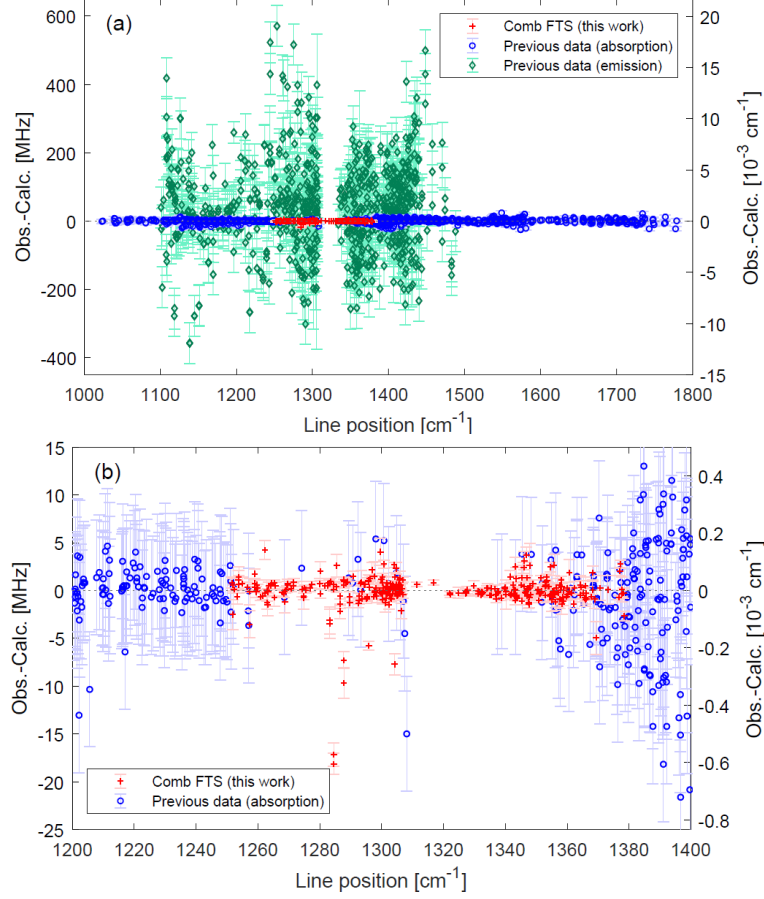 (a)
Comb FTS (this work)
Previous data (absorption)
Previous data (emission)
600
400
200
0
-200
-400
Obs.-Calc. [MHz]
20
15
10
5
0
-5
-10
-15
Obs.-Calc. [10-3 cm-1]
1000 1100 1200 1300 1400 1500 1600 1700 1800
Line position [cm-1]
(b)
15
10
5
0
-5
-10
-15
-20
-25
Obs.-Calc. [MHz]
0.4
0.2
0
-0.2
-0.4
-0.6
-0.8
Obs.-Calc. [10-3 cm-1]
Comb FTS (this work)
Previous data (absorption)
1200 1220 1240 1260 1280 1300 1320 1340 1360 1380 1400
Line position [cm-1]